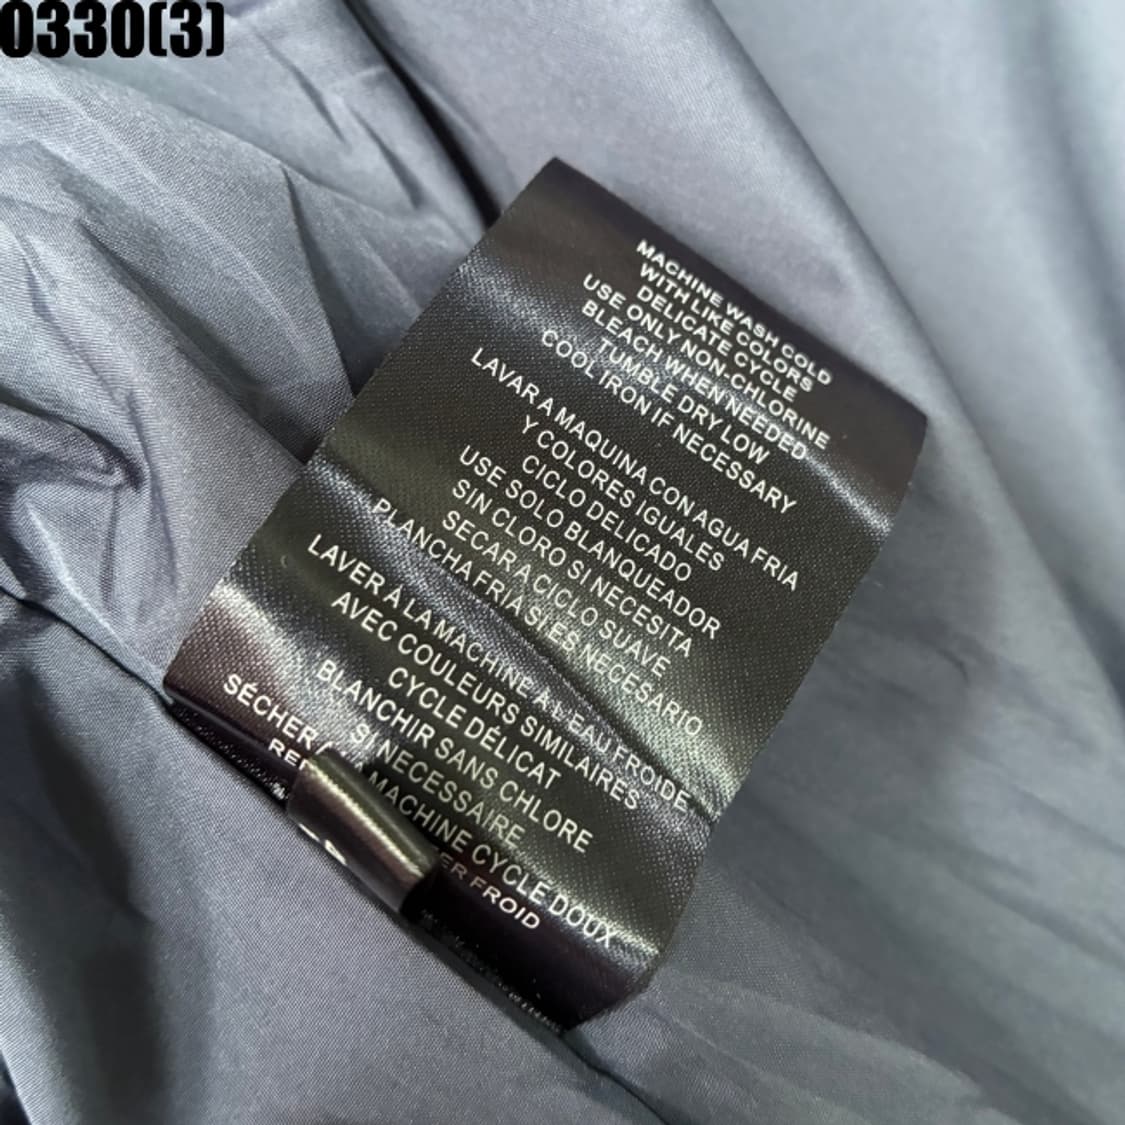 0330(3)
MACHINE WASH COLD
WITH LIKE COLORS
DELICATE CYCLE
USE ONLY NON-CHLORINE
BLEACH WHEN NEEDED
TUMBLE DRY LOW
COOL IRON IF NECESSARY
LAVAR A MAQUINA CON AGUA FRIA
Y COLORES IGUALES
CICLO DELICADO
USE SOLO BLANQUEADOR
SIN CLORO SI NECESITA
SECAR A CICLO SUAVE
PLANCHA FRIA SI ES NECESARIO
LAVER À LA MACHINE À L'EAU FROIDE
AVEC COULEURS SIMILAIRES
CYCLE DÉLICAT
BLANCHIR SANS CHLORE
SI NECESSAIRE
SÉCHER MACHINE CYCLE DOUX
FROID